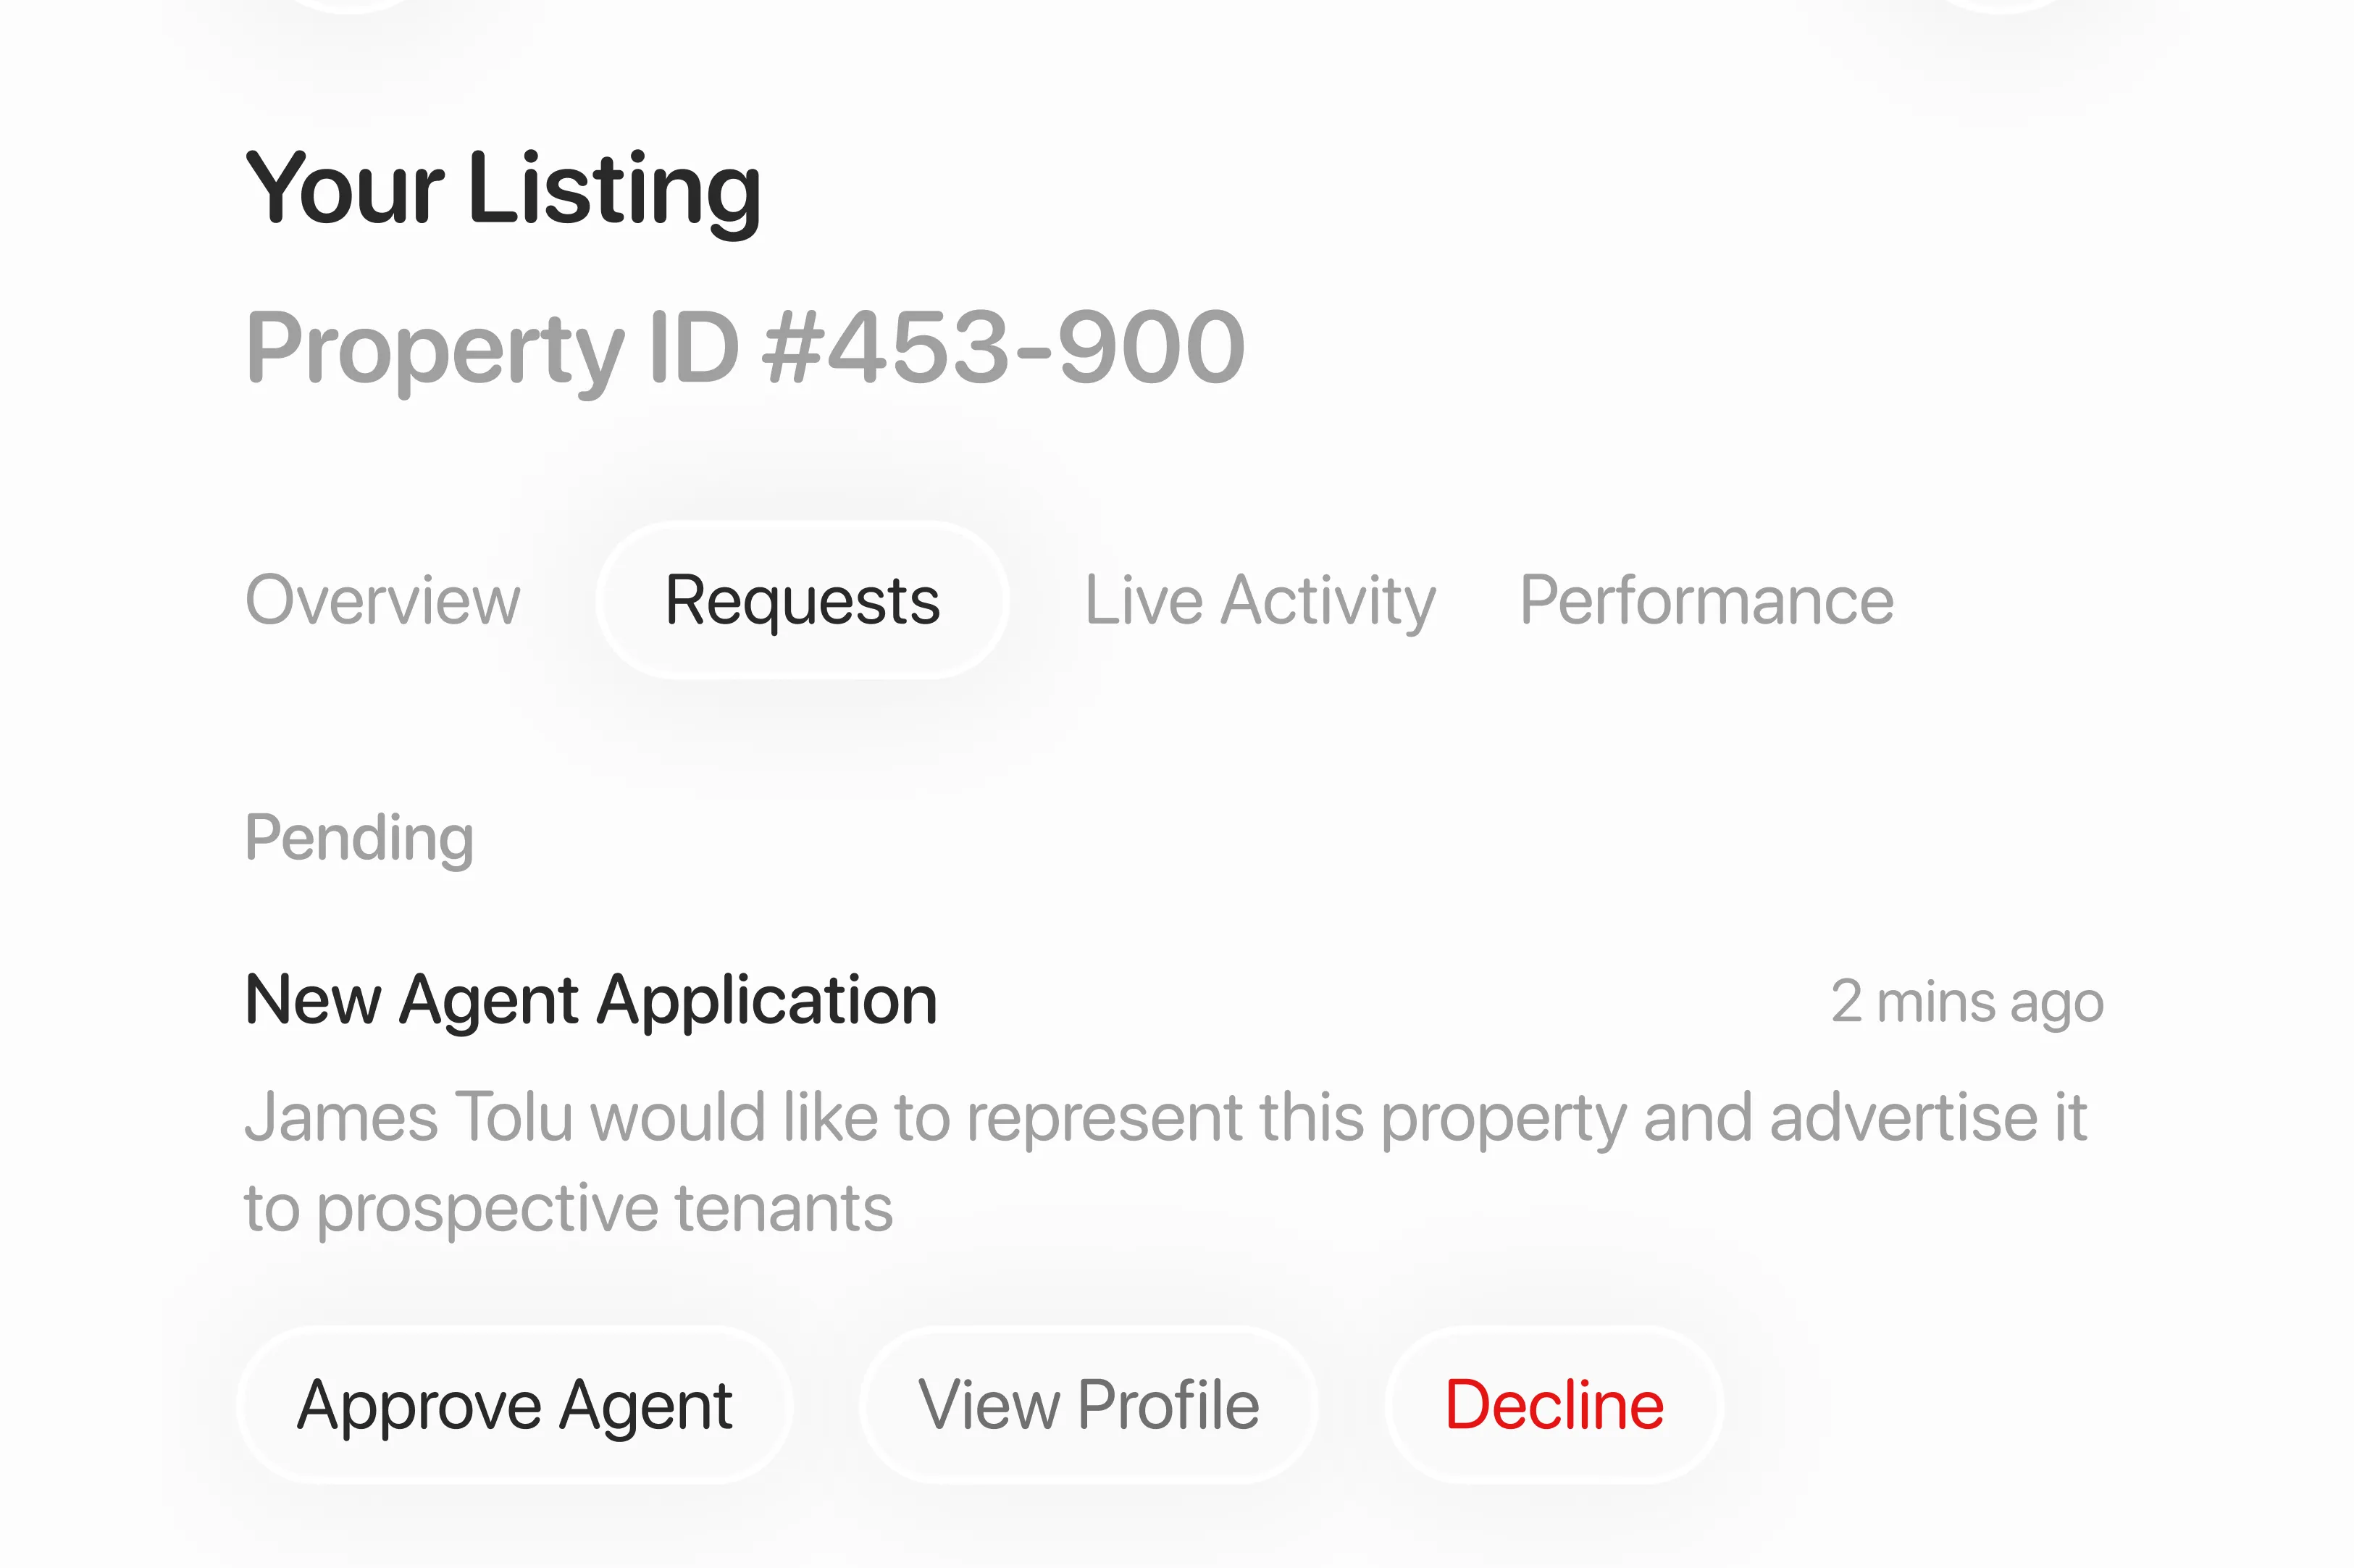 Your Listing
Property ID #453-900
Overview Requests Live Activity Performance
Pending
New Agent Application 2 mins ago
James Tolu would like to represent this property and advertise it
to prospective tenants
Approve Agent View Profile Decline